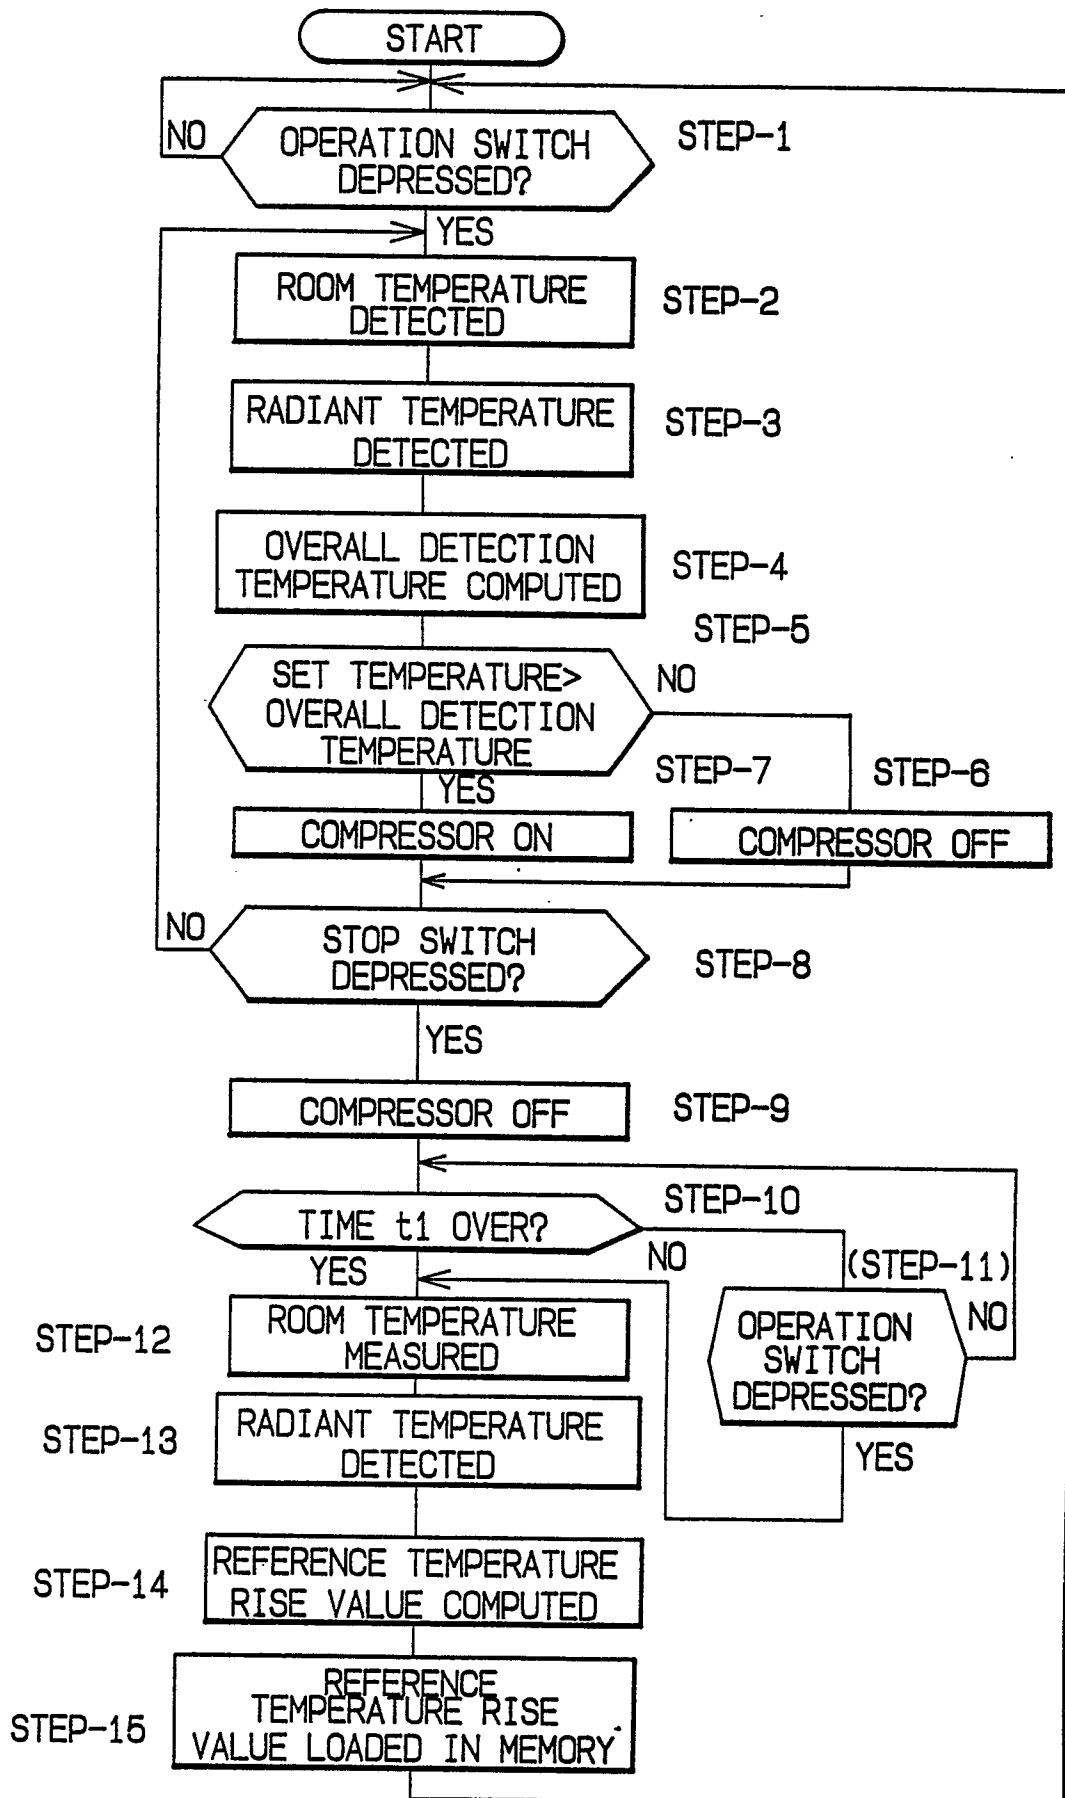 START
NO
OPERATION SWITCH
DEPRESSED?
STEP-1
YES
ROOM TEMPERATURE
DETECTED
STEP-2
RADIANT TEMPERATURE
DETECTED
STEP-3
OVERALL DETECTION
TEMPERATURE COMPUTED
STEP-4
STEP-5
SET TEMPERATURE>
OVERALL DETECTION
TEMPERATURE
NO
YES
STEP-7
STEP-6
COMPRESSOR ON
COMPRESSOR OFF
NO
STOP SWITCH
DEPRESSED?
STEP-8
YES
COMPRESSOR OFF
STEP-9
STEP-10
TIME t1 OVER?
YES
NO
(STEP-11)
OPERATION
SWITCH
DEPRESSED?
NO
YES
STEP-12
ROOM TEMPERATURE
MEASURED
STEP-13
RADIANT TEMPERATURE
DETECTED
STEP-14
REFERENCE TEMPERATURE
RISE VALUE COMPUTED
STEP-15
REFERENCE
TEMPERATURE RISE
VALUE LOADED IN MEMORY